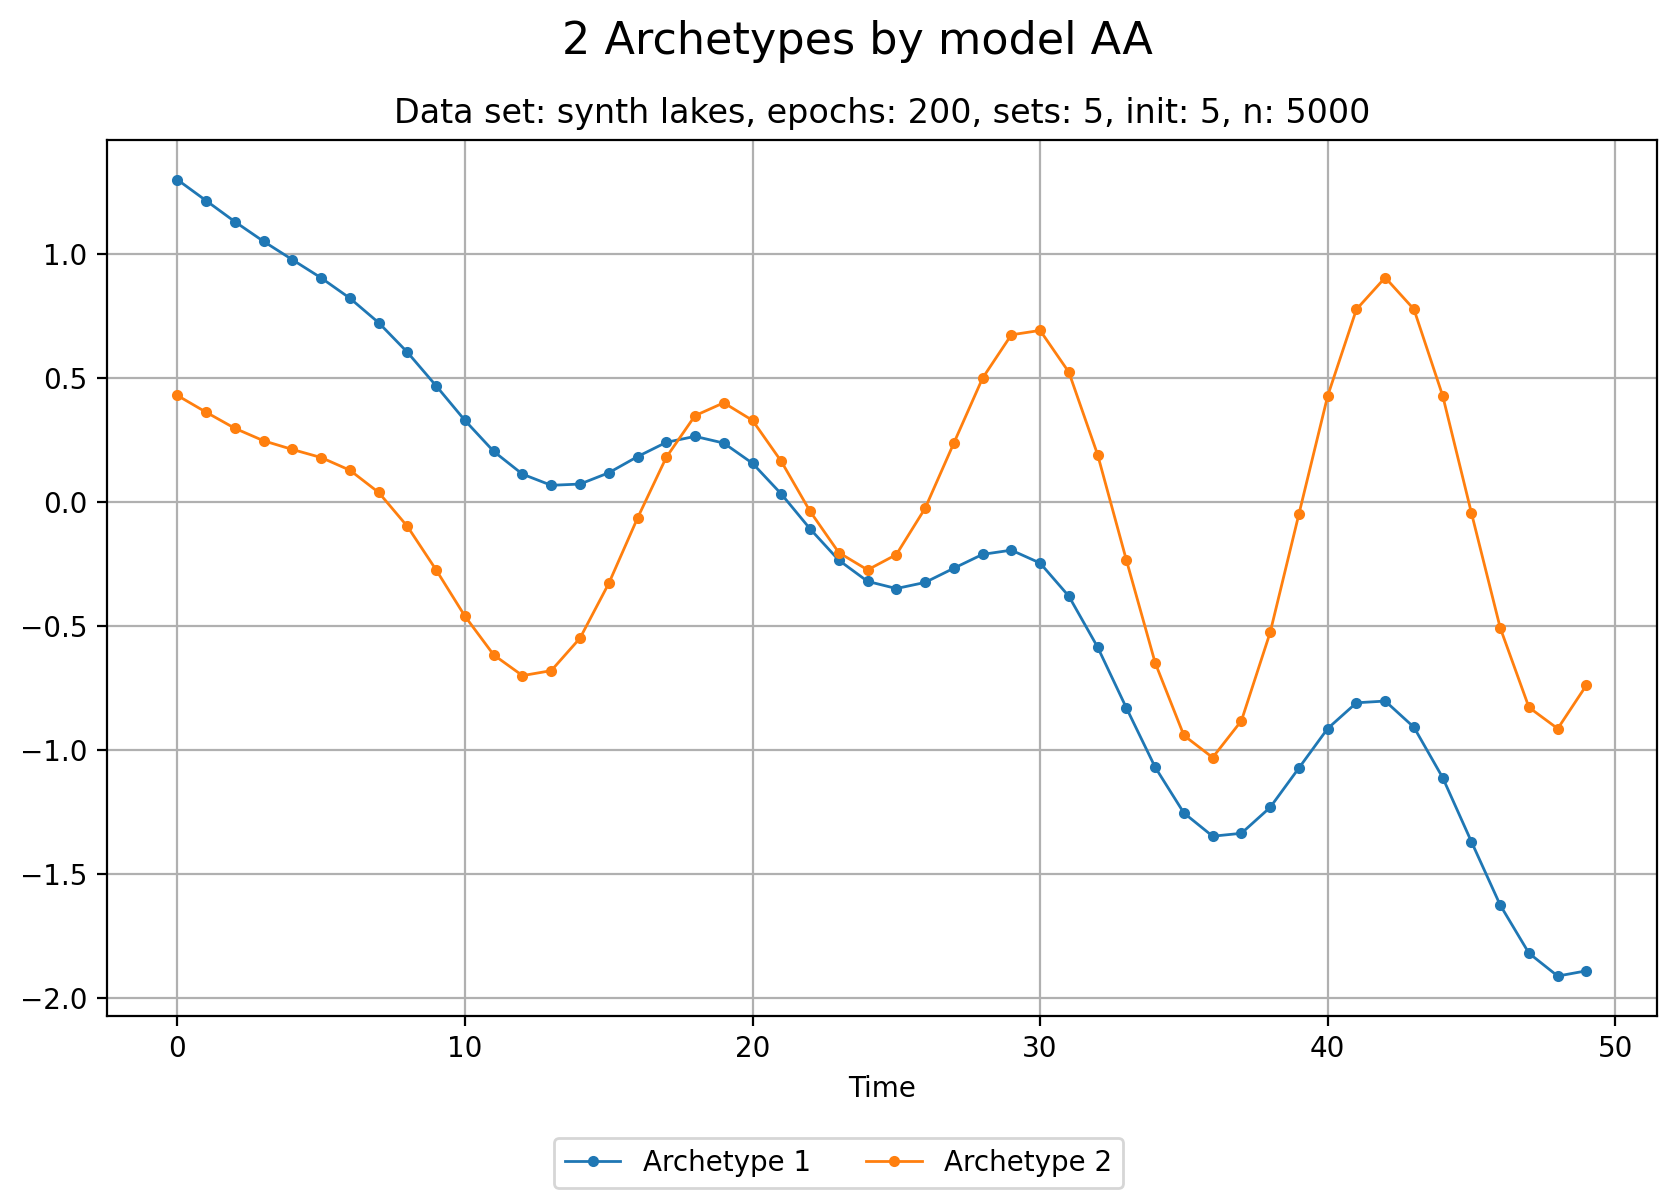 2 Archetypes by model AA
Data set: synth lakes, epochs: 200, sets: 5, init: 5, n: 5000
1.0
0.5
0.0
−0.5
−1.0
−1.5
−2.0
0 10 20 30 40 50
Time
Archetype 1 Archetype 2